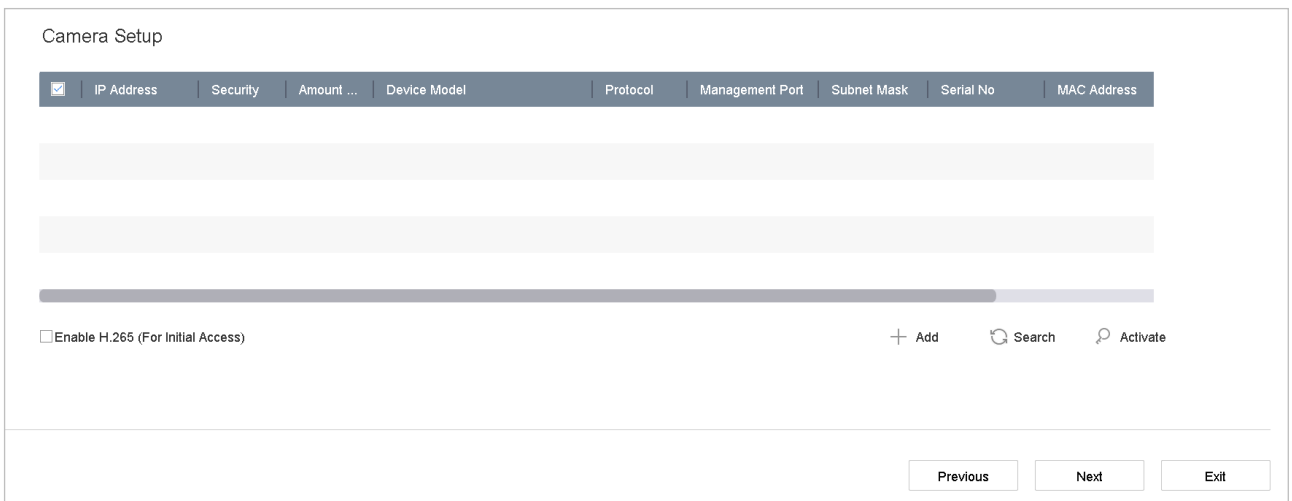 Camera Setup
IP Address Security Amount ... Device Model Protocol Management Port Subnet Mask Serial No MAC Address
Enable H.265 (For Initial Access) Add Search Activate
Previous Next Exit